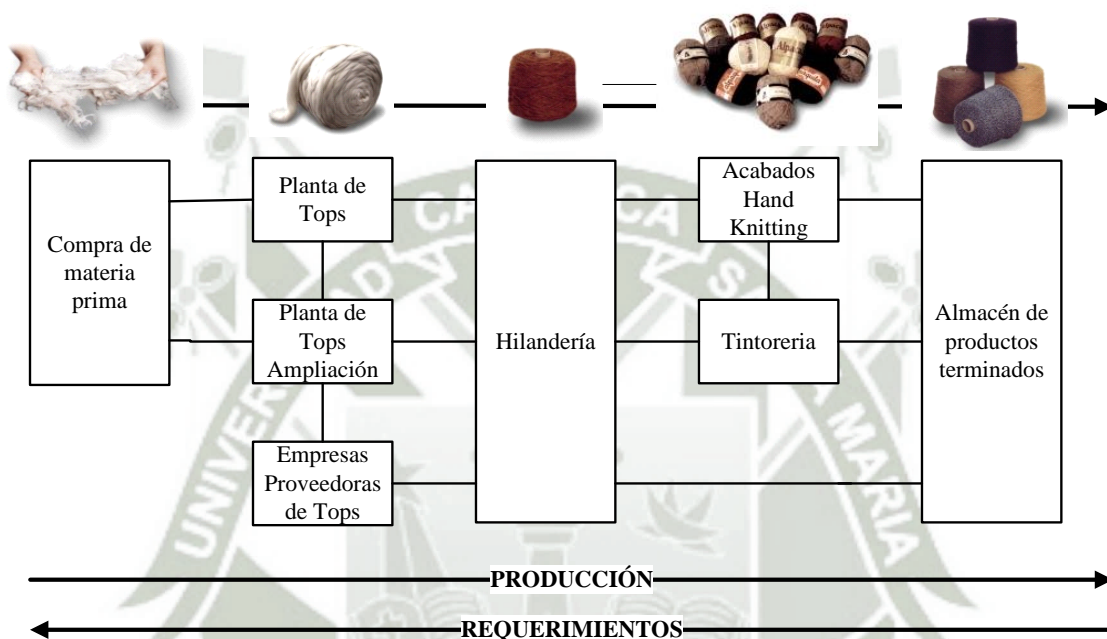 Compra de
materia
prima
Planta de
Tops
Planta de
Tops
Ampliación
Empresas
Proveedoras
de Tops
Hilandería
Acabados
Hand
Knitting
Tintoreria
Almacén de
productos
terminados
PRODUCCIÓN
REQUERIMIENTOS